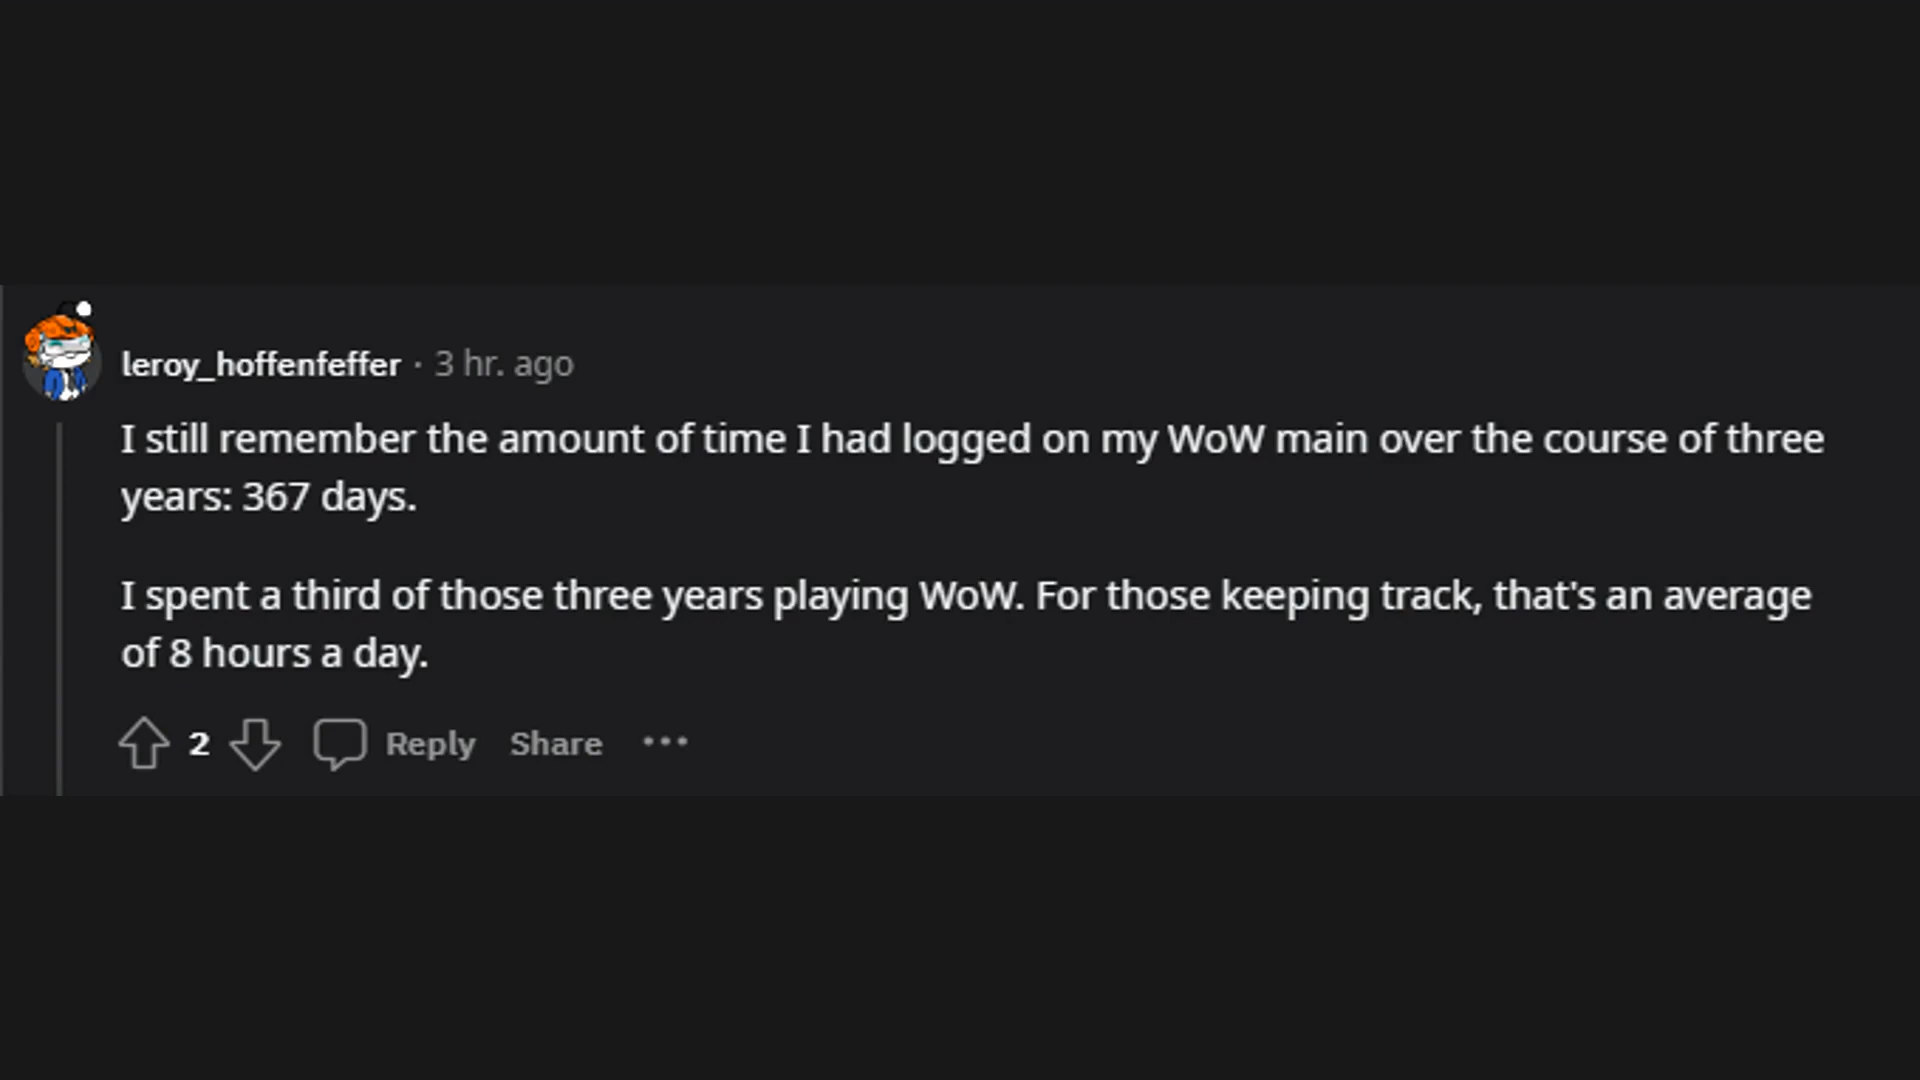 leroy_hoffenfeffer · 3 hr. ago
I still remember the amount of time I had logged on my WoW main over the course of three
years: 367 days.
I spent a third of those three years playing WoW. For those keeping track, that's an average
of 8 hours a day.
2 Reply Share ···